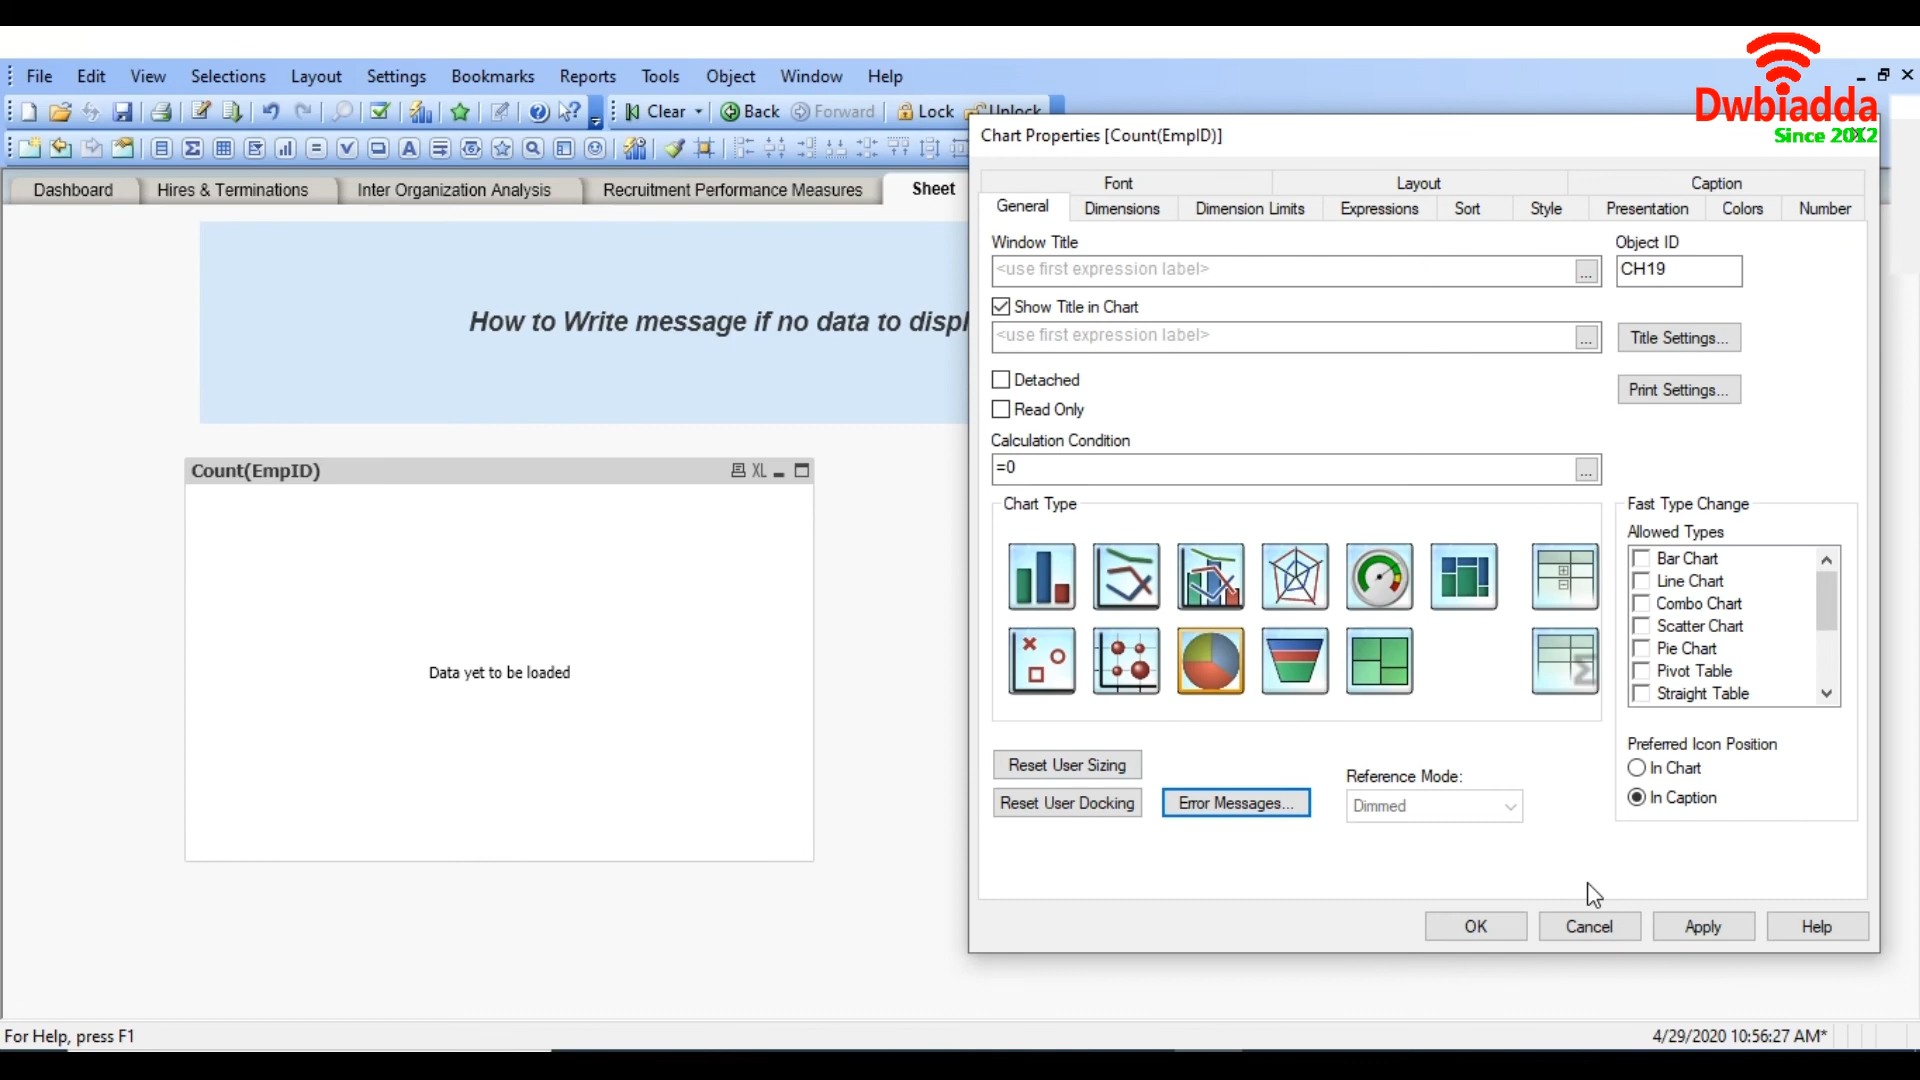 Dwbiadda
Since 2012
File Edit View Selections Layout Settings Bookmarks Reports Tools Object Window Help
Clear Back Forward Lock Unlock
Dashboard Hires & Terminations Inter Organization Analysis Recruitment Performance Measures Sheet
How to Write message if no data to displ
Count(EmpID) XL
Data yet to be loaded
Chart Properties [Count(EmpID)]
Font Layout Caption
General Dimensions Dimension Limits Expressions Sort Style Presentation Colors Number
Window Title
<use first expression label> ...
Object ID
CH19
Show Title in Chart
<use first expression label> ...
Title Settings...
Detached
Print Settings...
Read Only
Calculation Condition
=0 ...
Chart Type
Fast Type Change
Allowed Types
Bar Chart
Line Chart
Combo Chart
Scatter Chart
Pie Chart
Pivot Table
Straight Table
Preferred Icon Position
In Chart
In Caption
Reset User Sizing
Reset User Docking
Error Messages...
Reference Mode:
Dimmed
OK Cancel Apply Help
For Help, press F1
4/29/2020 10:56:27 AM*